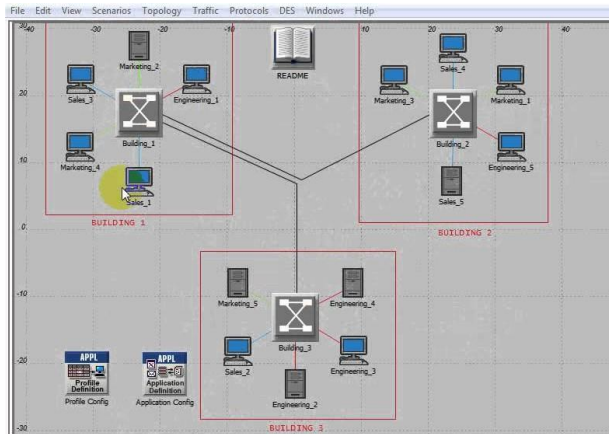 File Edit View Scenarios Topology Traffic Protocols DES Windows Help
30 -40 -30 -20 -10 0 10 20 30 40
20
10
0
-10
-20
-30
README
Marketing_2
Sales_3
Engineering_1
Building_1
Marketing_4
Sales_1
BUILDING 1
Sales_4
Marketing_3
Marketing_1
Building_2
Engineering_5
Sales_5
BUILDING 2
Marketing_5
Engineering_4
Building_3
Sales_2
Engineering_3
Engineering_2
BUILDING 3
APPL
Profile
Definition
Profile Config
APPL
Application
Definition
Application Config